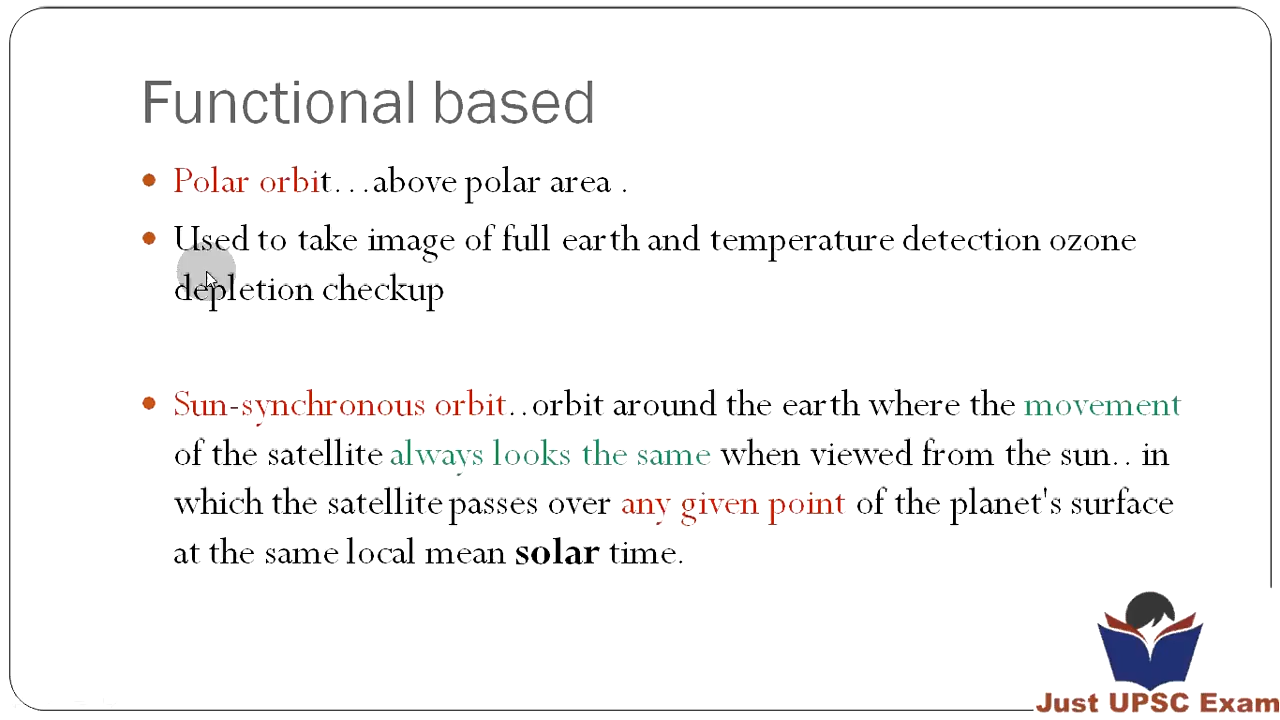 Functional based
• Polar orbit…above polar area .
• Used to take image of full earth and temperature detection ozone
depletion checkup
• Sun-synchronous orbit..orbit around the earth where the movement
of the satellite always looks the same when viewed from the sun.. in
which the satellite passes over any given point of the planet's surface
at the same local mean solar time.
Just UPSC Exam